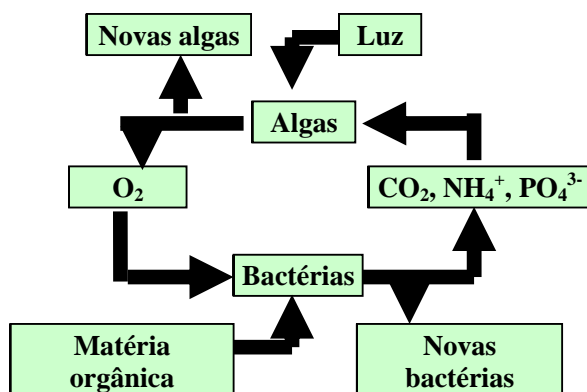 Novas algas
Luz
Algas
O₂
CO₂, NH₄⁺, PO₄³⁻
Bactérias
Matéria
orgânica
Novas
bactérias